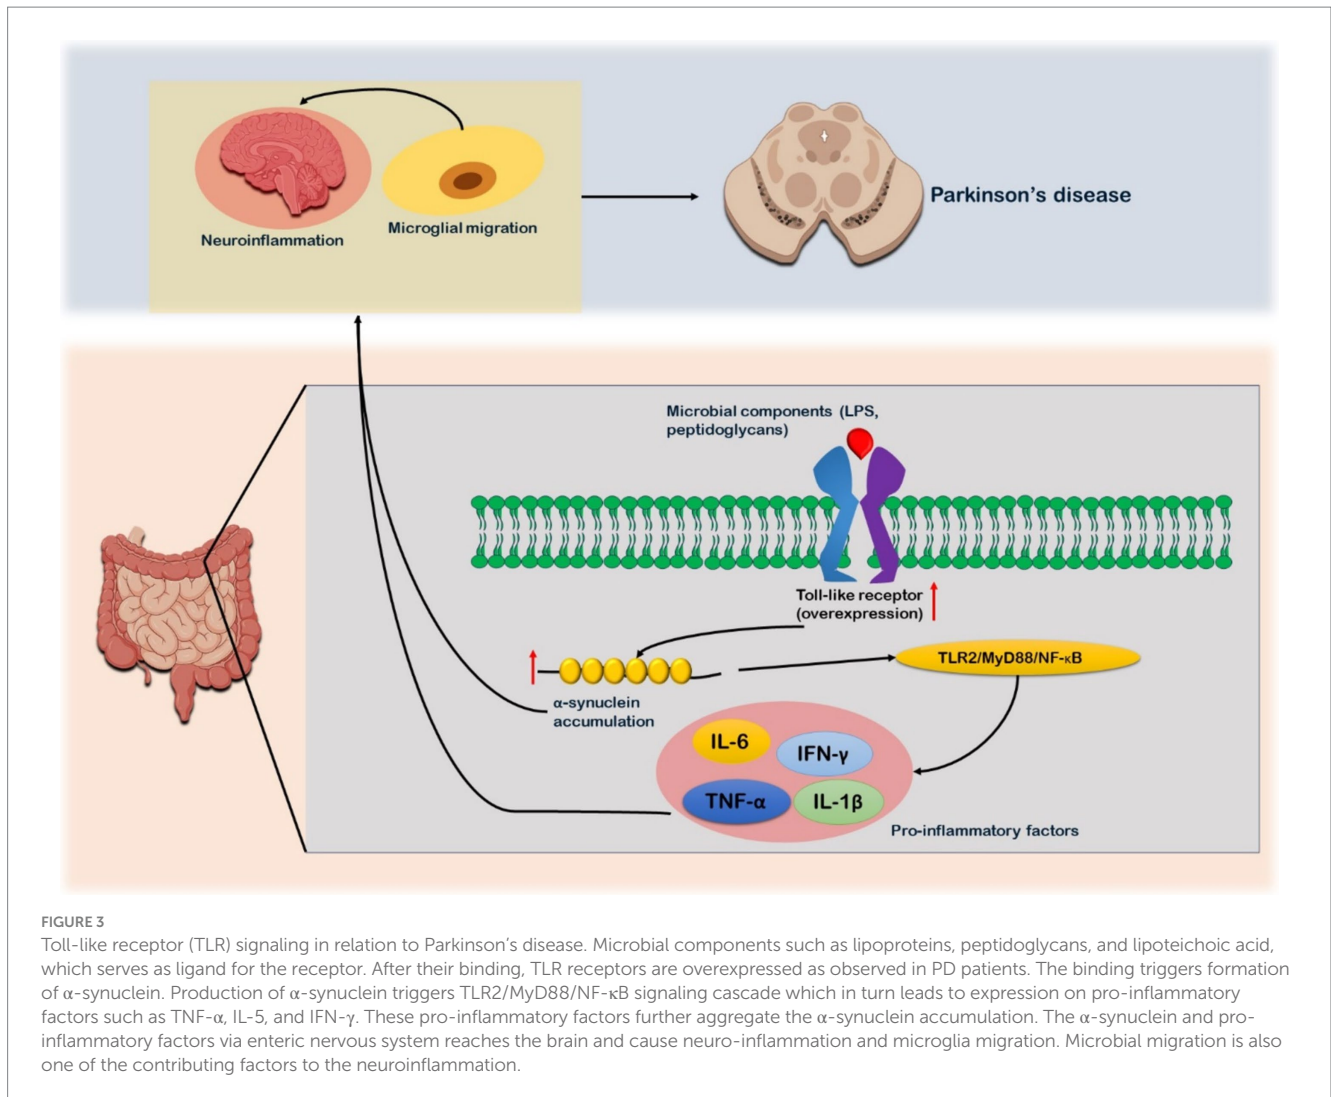 Neuroinflammation
Microglial migration
Parkinson's disease
Microbial components (LPS,
peptidoglycans)
Toll-like receptor
(overexpression)
α-synuclein
accumulation
TLR2/MyD88/NF-κB
IL-6
IFN-γ
TNF-α
IL-1β
Pro-inflammatory factors
FIGURE 3
Toll-like receptor (TLR) signaling in relation to Parkinson's disease. Microbial components such as lipoproteins, peptidoglycans, and lipoteichoic acid,
which serves as ligand for the receptor. After their binding, TLR receptors are overexpressed as observed in PD patients. The binding triggers formation
of α-synuclein. Production of α-synuclein triggers TLR2/MyD88/NF-κB signaling cascade which in turn leads to expression on pro-inflammatory
factors such as TNF-α, IL-5, and IFN-γ. These pro-inflammatory factors further aggregate the α-synuclein accumulation. The α-synuclein and pro-
inflammatory factors via enteric nervous system reaches the brain and cause neuro-inflammation and microglia migration. Microbial migration is also
one of the contributing factors to the neuroinflammation.